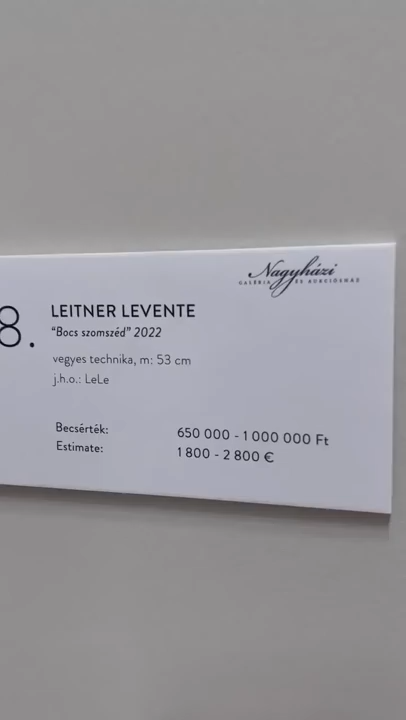 Nagyházi
GALÉRIA ÉS AUKCIÓSHÁZ
8.
LEITNER LEVENTE
"Bocs szomszéd" 2022
vegyes technika, m: 53 cm
j.h.o.: LeLe
Becsérték: 650 000 - 1 000 000 Ft
Estimate: 1 800 - 2 800 €